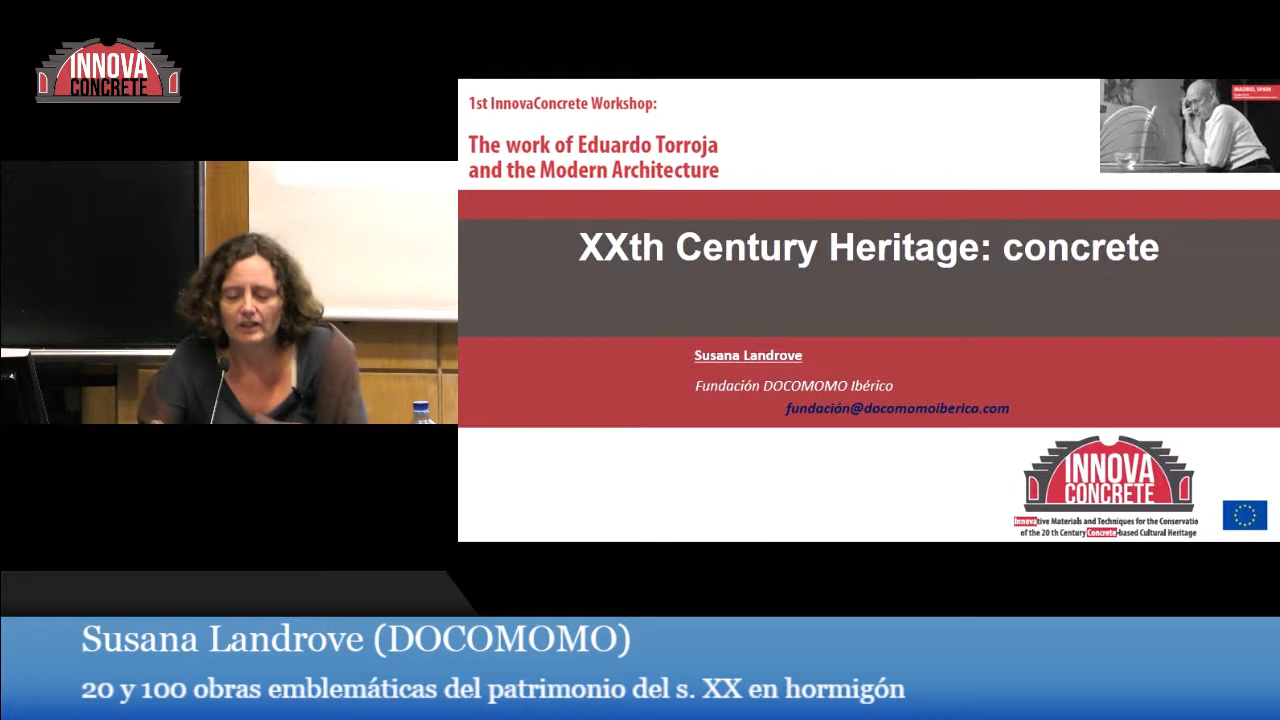 INNOVA
CONCRETE
1st InnovaConcrete Workshop:
The work of Eduardo Torroja
and the Modern Architecture
MADRID, SPAIN
XXth Century Heritage: concrete
Susana Landrove
Fundación DOCOMOMO Ibérico
fundación@docomomoiberico.com
INNOVA
CONCRETE
Innovative Materials and Techniques for the Conservatio
of the 20 th Century Concrete-based Cultural Heritage
Susana Landrove (DOCOMOMO)
20 y 100 obras emblemáticas del patrimonio del s. XX en hormigón